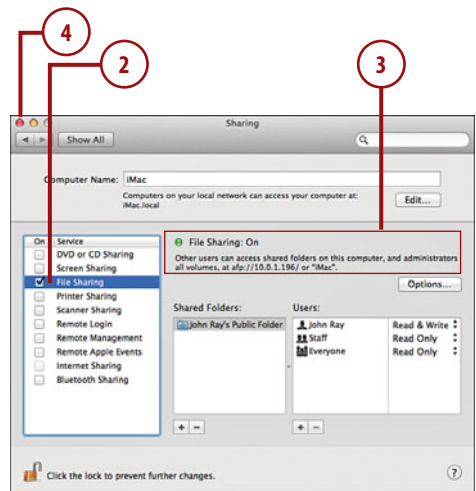 4
2
3
Sharing
Show All
Computer Name: iMac
Computers on your local network can access your computer at:
iMac.local
Edit...
On Service
DVD or CD Sharing
Screen Sharing
File Sharing
Printer Sharing
Scanner Sharing
Remote Login
Remote Management
Remote Apple Events
Internet Sharing
Bluetooth Sharing
File Sharing: On
Other users can access shared folders on this computer, and administrators
all volumes, at afp://10.0.1.196/ or "iMac".
Options...
Shared Folders:
John Ray's Public Folder
Users:
John Ray Read & Write
Staff Read Only
Everyone Read Only
+ −
+ −
Click the lock to prevent further changes.
?